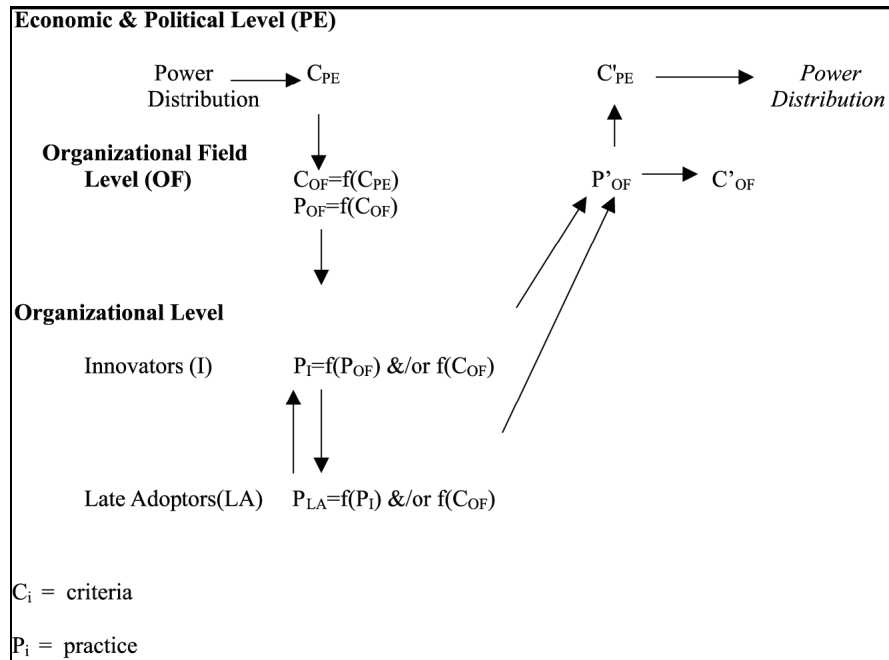 Economic & Political Level (PE)
Power Distribution
C_PE
C'_PE
Power Distribution
Organizational Field Level (OF)
C_OF=f(C_PE)
P_OF=f(C_OF)
P’_OF
C’_OF
Organizational Level
Innovators (I)
P_I=f(P_OF) &/or f(C_OF)
Late Adoptors(LA)
P_LA=f(P_I) &/or f(C_OF)
C_i = criteria
P_i = practice